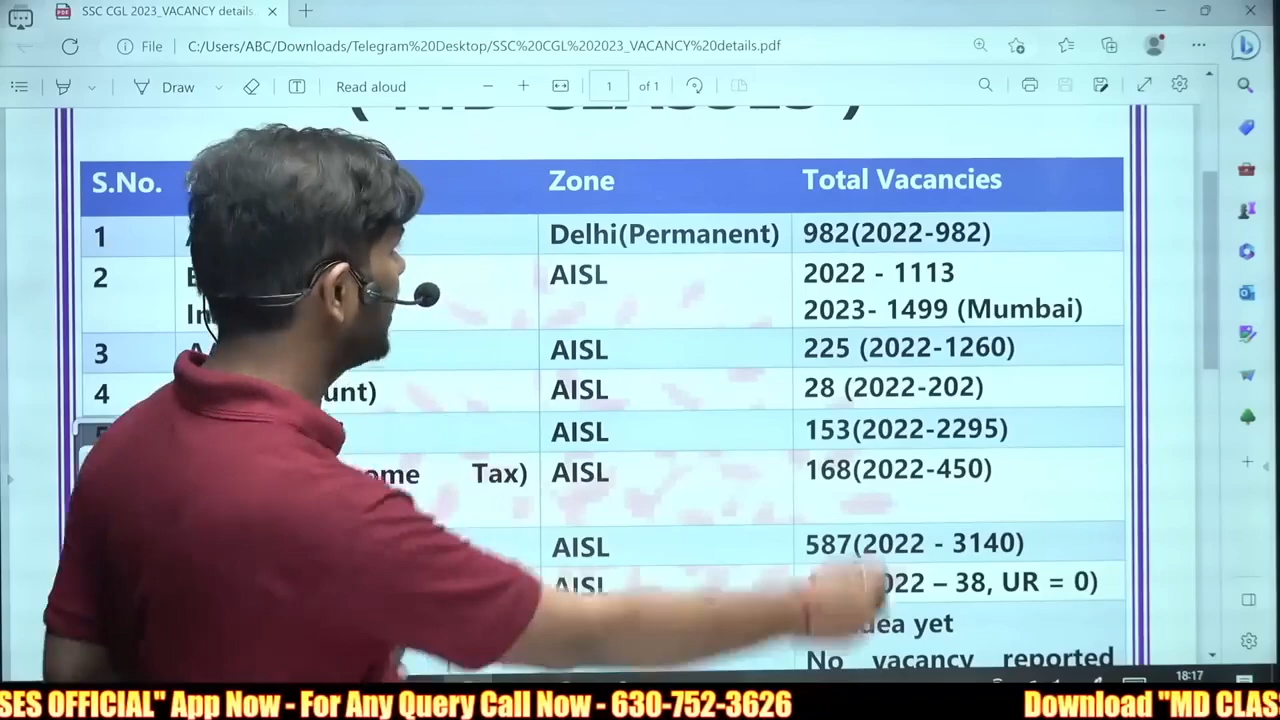 SSC CGL 2023_VACANCY details
File
C:/Users/ABC/Downloads/Telegram%20Desktop/SSC%20CGL%202023_VACANCY%20details.pdf
Draw
Read aloud
1 of 1
S.No. Zone Total Vacancies
1 Delhi(Permanent) 982(2022-982)
2 AISL 2022 - 1113
In 2023- 1499 (Mumbai)
3 AISL 225 (2022-1260)
4 unt) AISL 28 (2022-202)
AISL 153(2022-2295)
ome Tax) AISL 168(2022-450)
AISL 587(2022 - 3140)
AISL 022 – 38, UR = 0)
dea yet
No vacancy reported
18:17
SES OFFICIAL" App Now - For Any Query Call Now - 630-752-3626 Download "MD CLAS